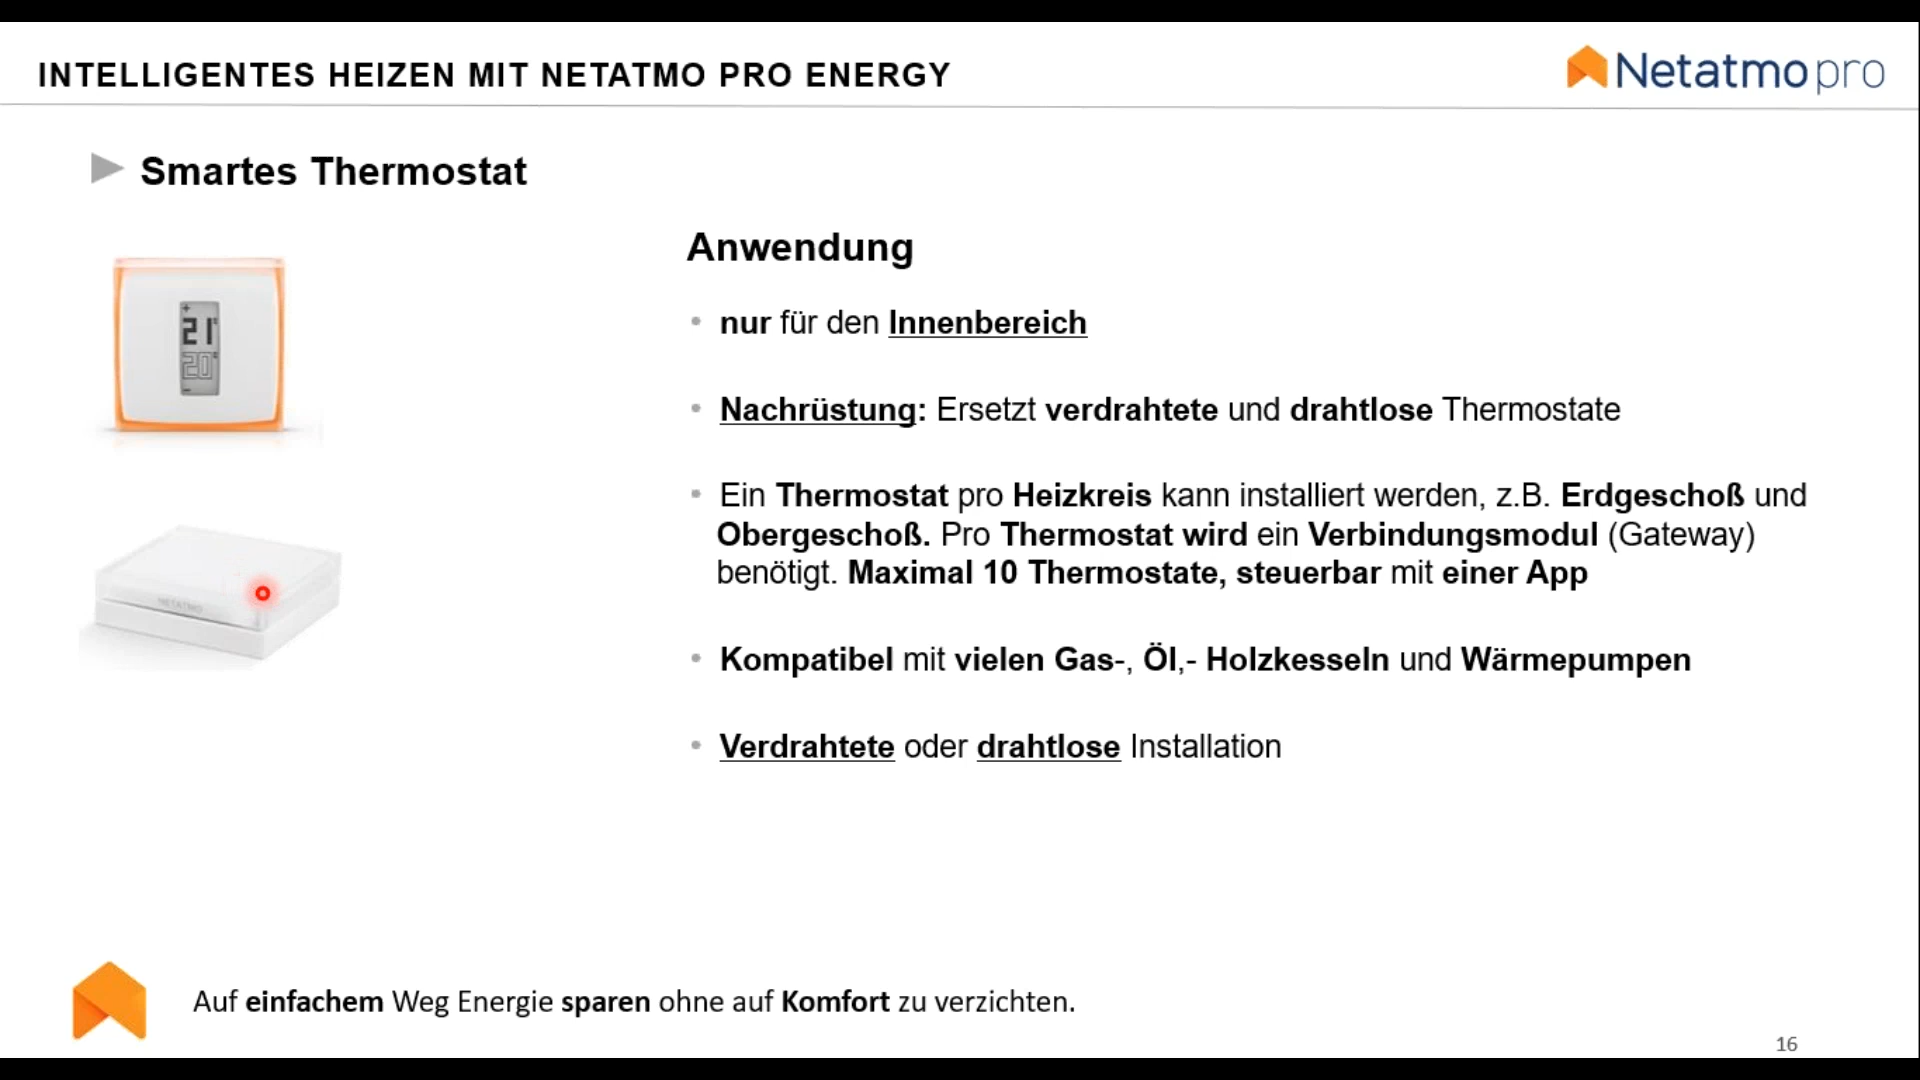 INTELLIGENTES HEIZEN MIT NETATMO PRO ENERGY
Netatmo pro
Smartes Thermostat
Anwendung
21°
20°
• nur für den Innenbereich
• Nachrüstung: Ersetzt verdrahtete und drahtlose Thermostate
• Ein Thermostat pro Heizkreis kann installiert werden, z.B. Erdgeschoß und
Obergeschoß. Pro Thermostat wird ein Verbindungsmodul (Gateway)
benötigt. Maximal 10 Thermostate, steuerbar mit einer App
NETATMO
• Kompatibel mit vielen Gas-, Öl,- Holzkesseln und Wärmepumpen
• Verdrahtete oder drahtlose Installation
Auf einfachem Weg Energie sparen ohne auf Komfort zu verzichten.
16